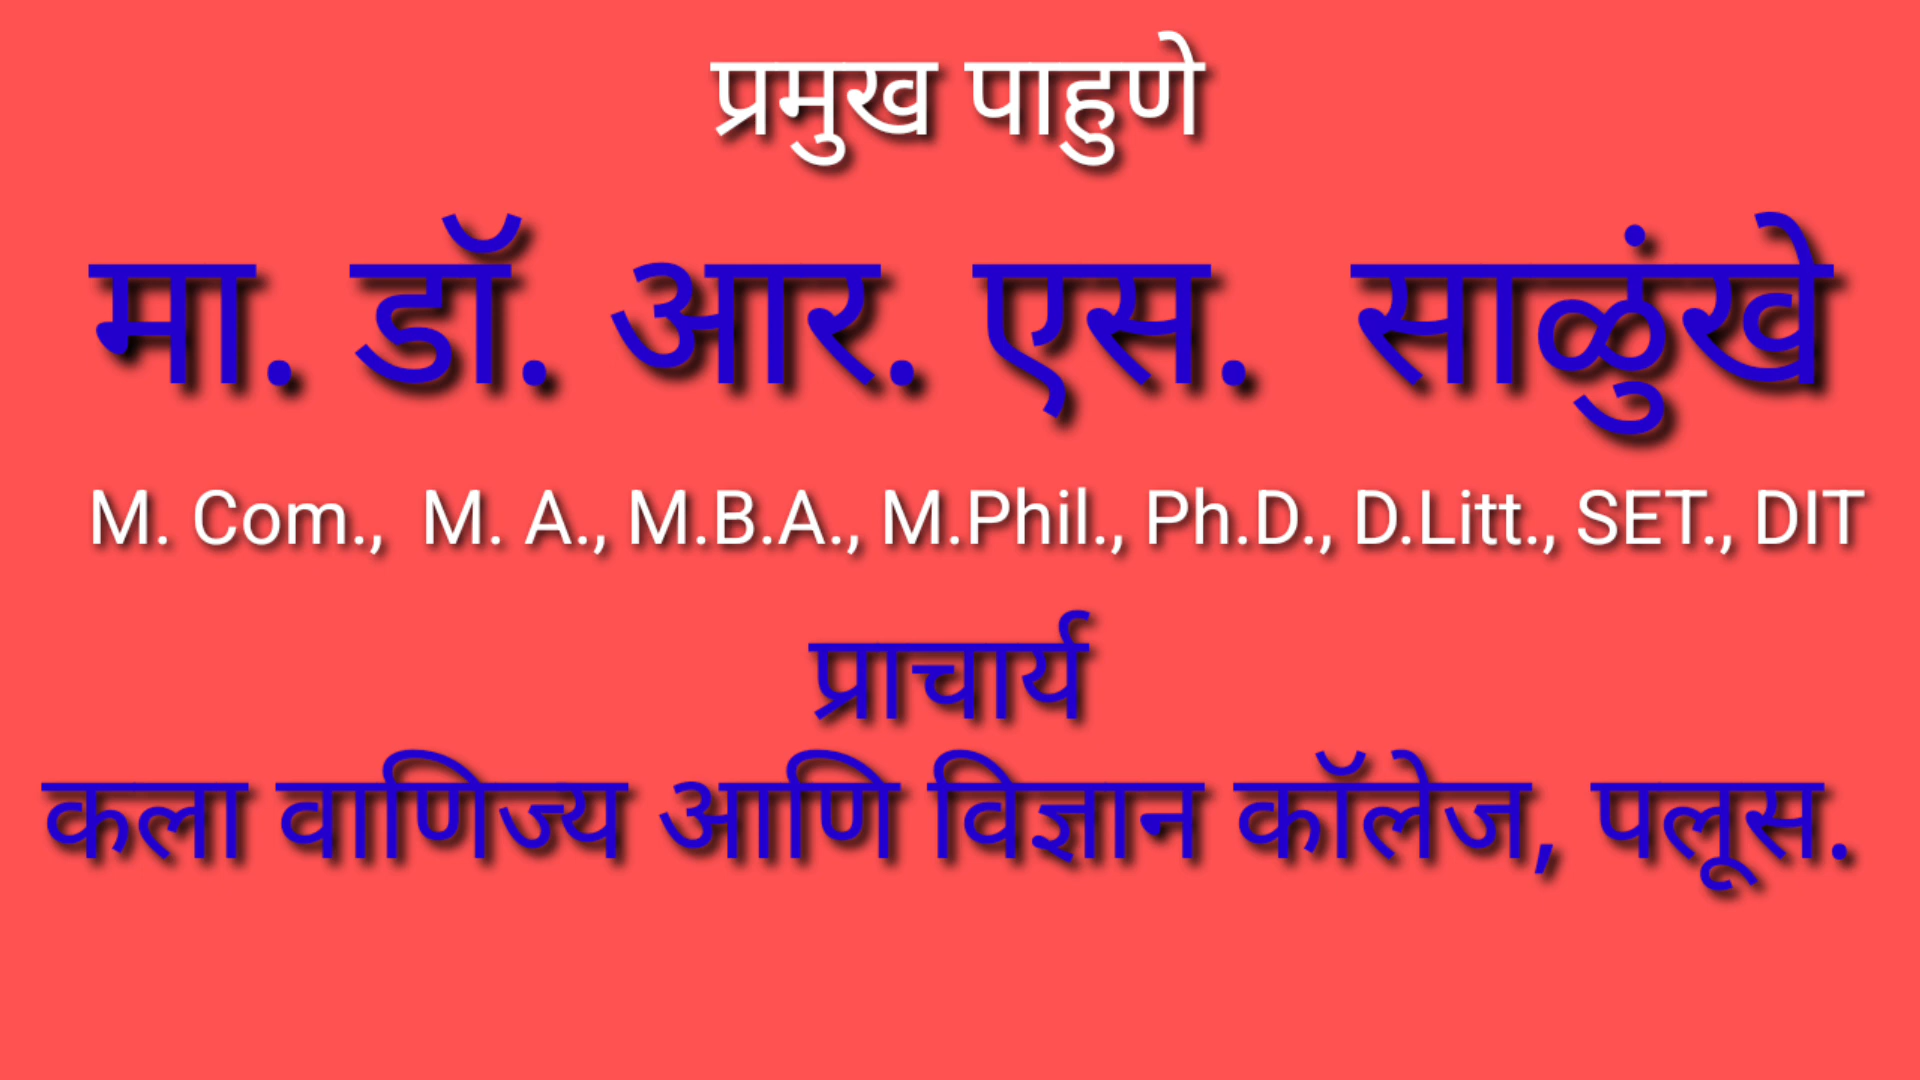 प्रमुख पाहुणे
मा. डॉ. आर. एस. साळुंखे
M. Com., M. A., M.B.A., M.Phil., Ph.D., D.Litt., SET., DIT
प्राचार्य
कला वाणिज्य आणि विज्ञान कॉलेज, पलूस.